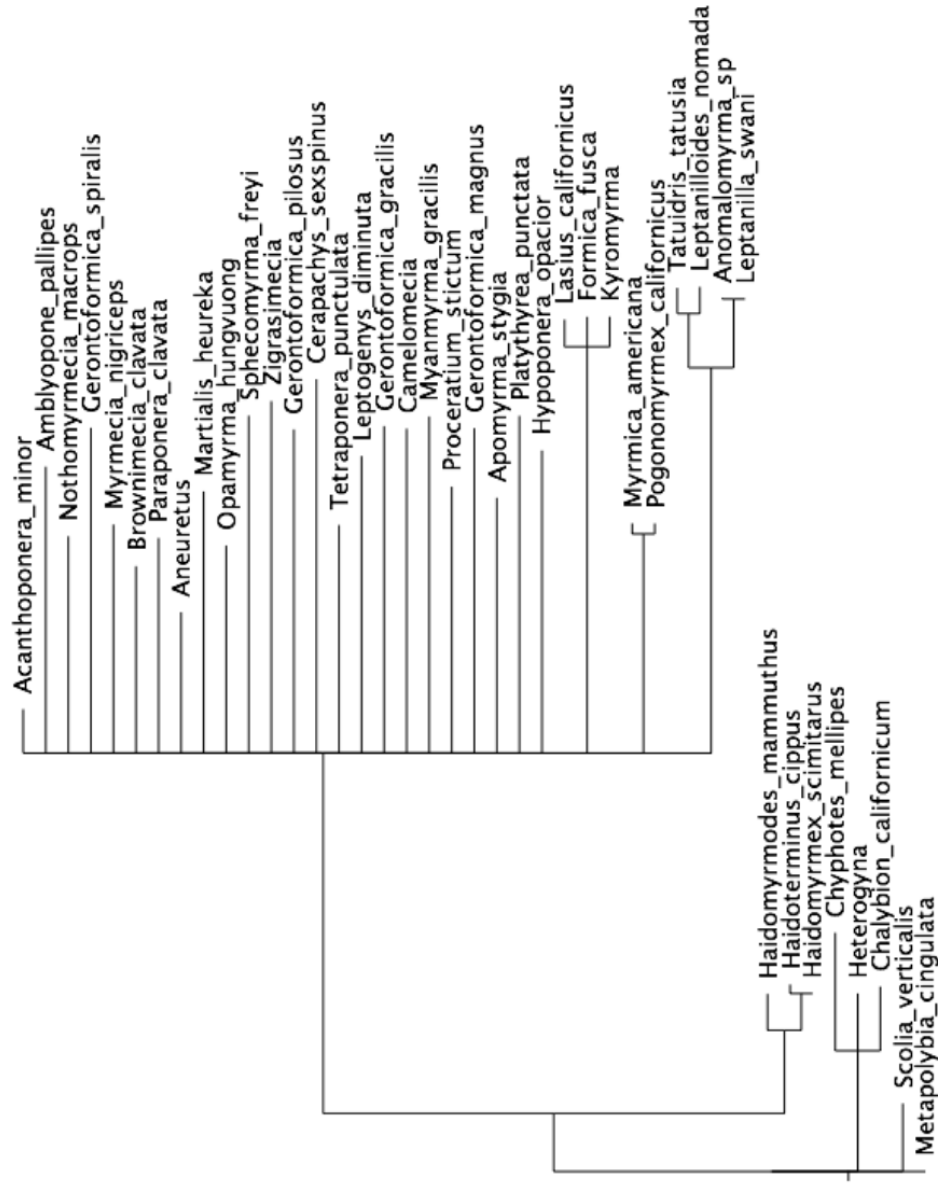 Acanthoponera_minor
Amblyopone_pallipes
Nothomyrmecia_macrops
Gerontoformica_spiralis
Myrmecia_nigriceps
Brownimecia_clavata
Paraponera_clavata
Aneuretus
Martialis_heureka
Opamyrma_hungvuong
Sphecomyrma_freyi
Zigrasimecia
Gerontoformica_pilosus
Cerapachys_sexspinus
Tetraponera_punctulata
Leptogenys_diminuta
Gerontoformica_gracilis
Camelomecia
Myanmyrma_gracilis
Proceratium_stictum
Gerontoformica_magnus
Apomyrma_stygia
Platythyrea_punctata
Hypoponera_opacior
Lasius_californicus
Formica_fusca
Kyromyrma
Myrmica_americana
Pogonomyrmex_californicus
Tatuidris_tatusia
Leptanilloides_nomada
Anomalomyrma_sp
Leptanilla_swani
Haidomyrmodes_mammuthus
Haidoterminus_cippus
Haidomyrmex_scimitarus
Chyphotes_mellipes
Heterogyna
Chalybion_californicum
Scolia_verticalis
Metapolybia_cingulata